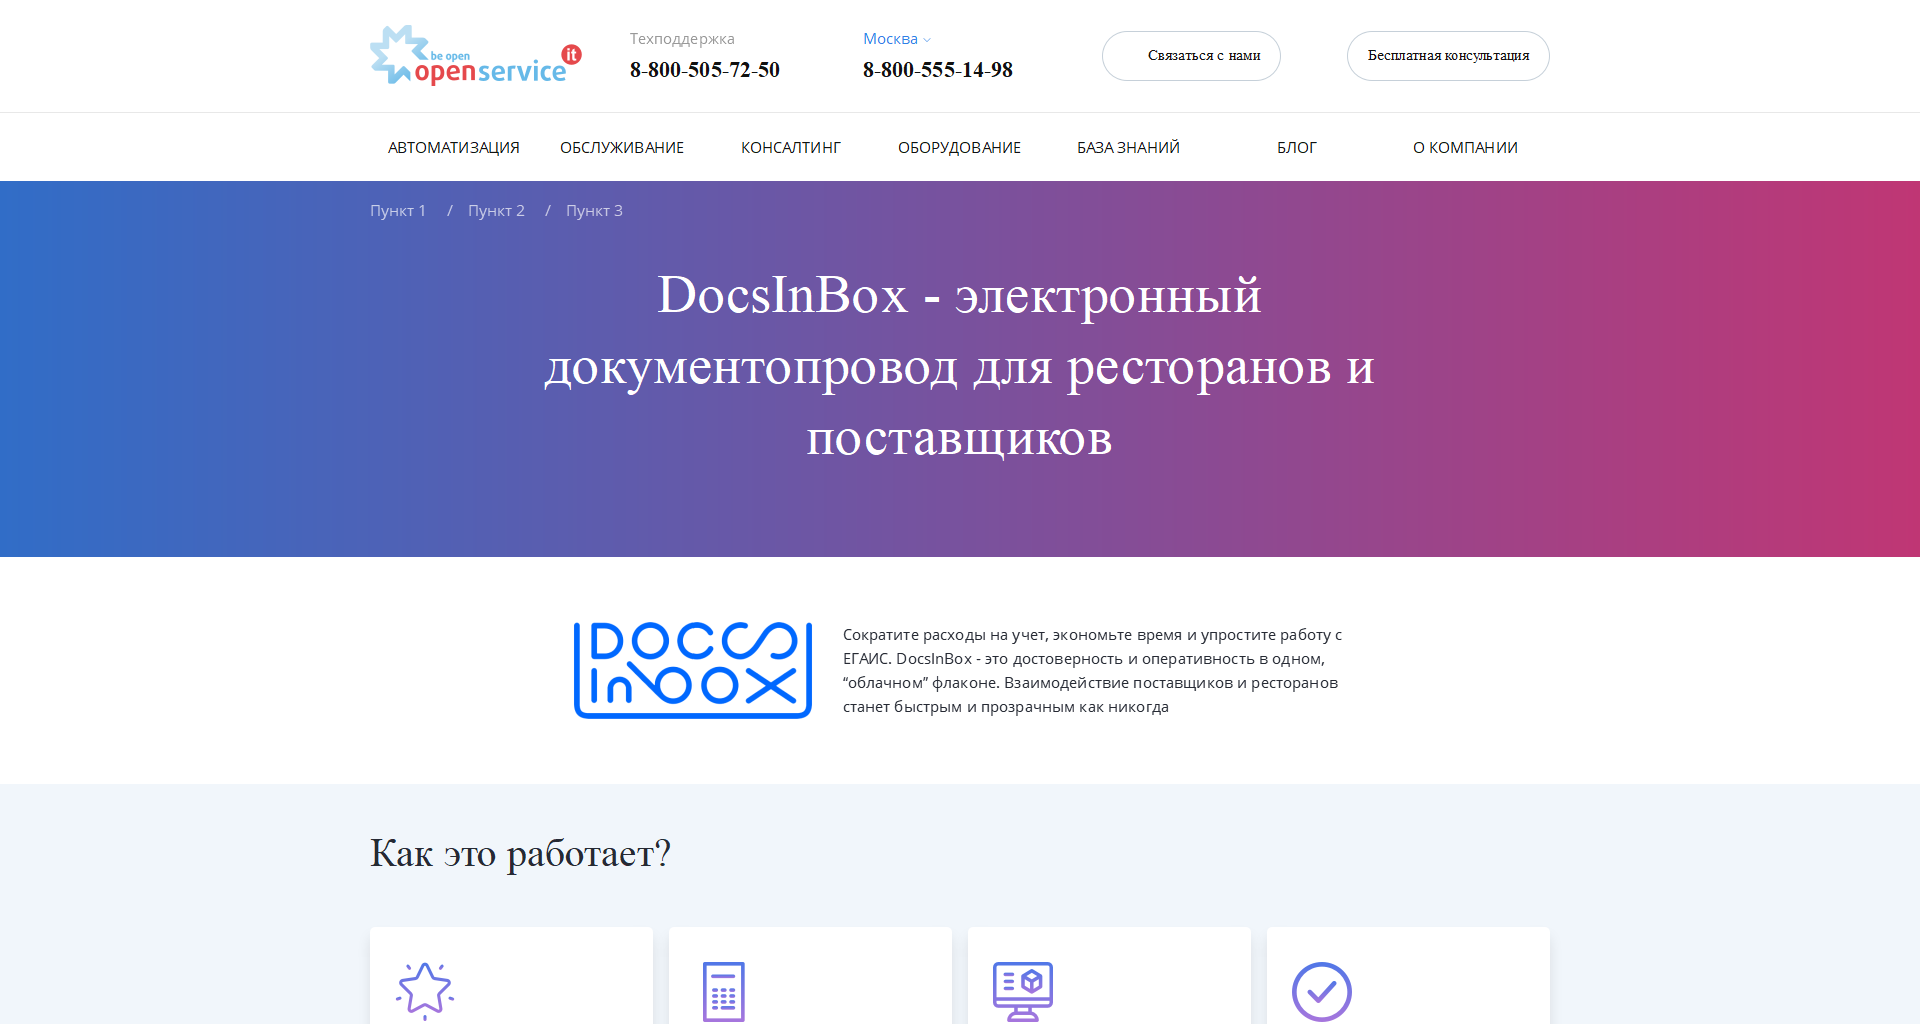 be open
openservice it
Техподдержка
8-800-505-72-50
Москва
8-800-555-14-98
Связаться с нами
Бесплатная консультация
АВТОМАТИЗАЦИЯ ОБСЛУЖИВАНИЕ КОНСАЛТИНГ ОБОРУДОВАНИЕ БАЗА ЗНАНИЙ БЛОГ О КОМПАНИИ
Пункт 1 / Пункт 2 / Пункт 3
DocsInBox - электронный
документопровод для ресторанов и
поставщиков
DOCS
InBOX
Сократите расходы на учет, экономьте время и упростите работу с
ЕГАИС. DocsInBox - это достоверность и оперативность в одном,
“облачном” флаконе. Взаимодействие поставщиков и ресторанов
станет быстрым и прозрачным как никогда
Как это работает?